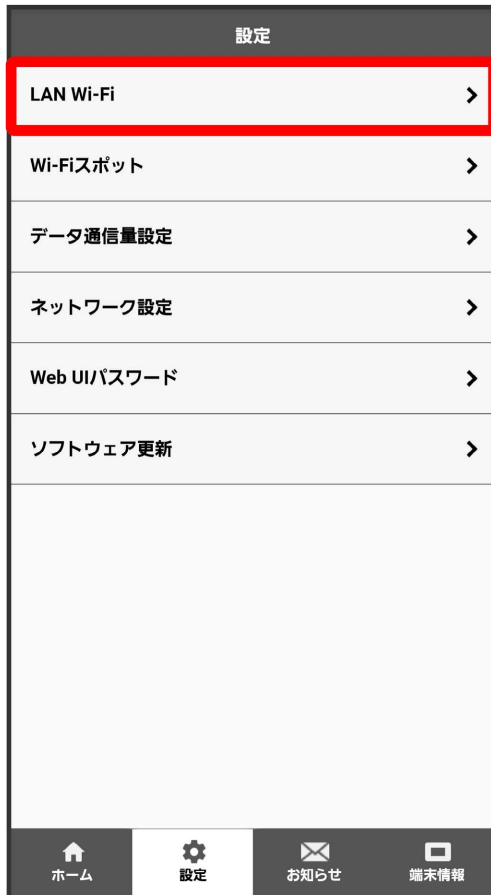 設定
LAN Wi-Fi
Wi-Fiスポット
データ通信量設定
ネットワーク設定
Web UIパスワード
ソフトウェア更新
ホーム 設定 お知らせ 端末情報